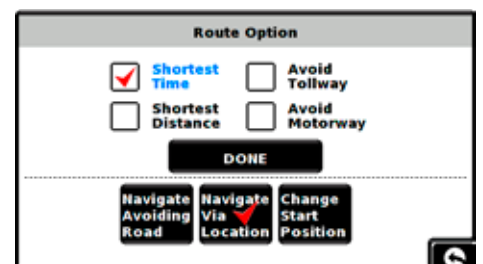 Route Option
Shortest
Time
Avoid
Tollway
Shortest
Distance
Avoid
Motorway
DONE
Navigate
Avoiding
Road
Navigate
Via
Location
Change
Start
Position